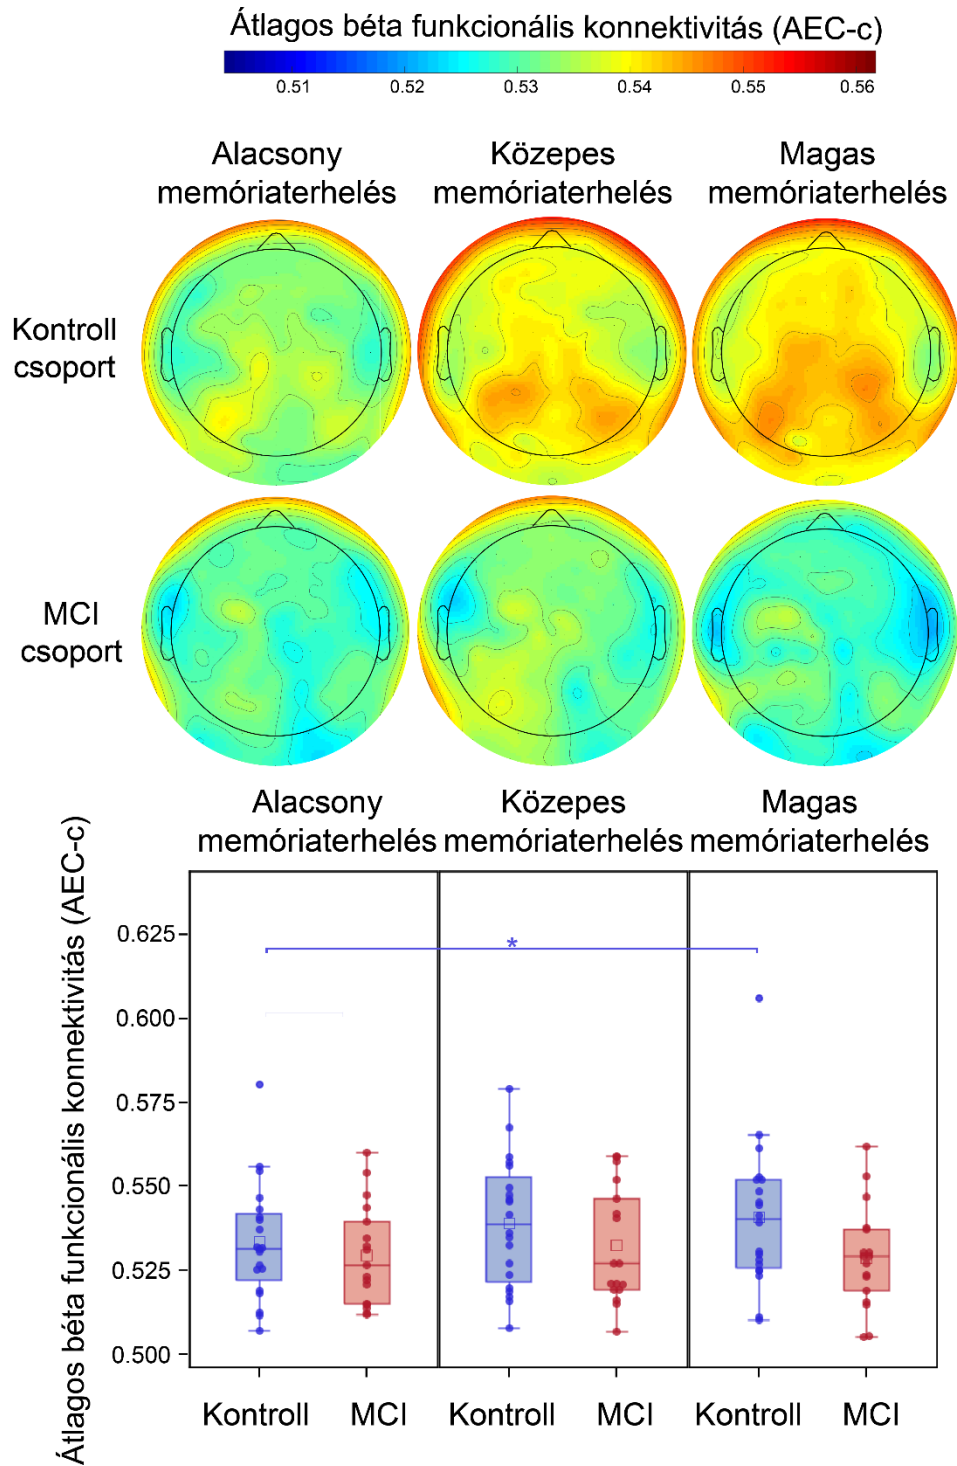 Átlagos béta funkcionális konnektivitás (AEC-c)
0.51 0.52 0.53 0.54 0.55 0.56
Alacsony memóriaterhelés
Közepes memóriaterhelés
Magas memóriaterhelés
Kontroll
csoport
MCI
csoport
Alacsony memóriaterhelés
Közepes memóriaterhelés
Magas memóriaterhelés
Átlagos béta funkcionális konnektivitás (AEC-c)
0.625
*
0.600
0.575
0.550
0.525
0.500
Kontroll MCI Kontroll MCI Kontroll MCI